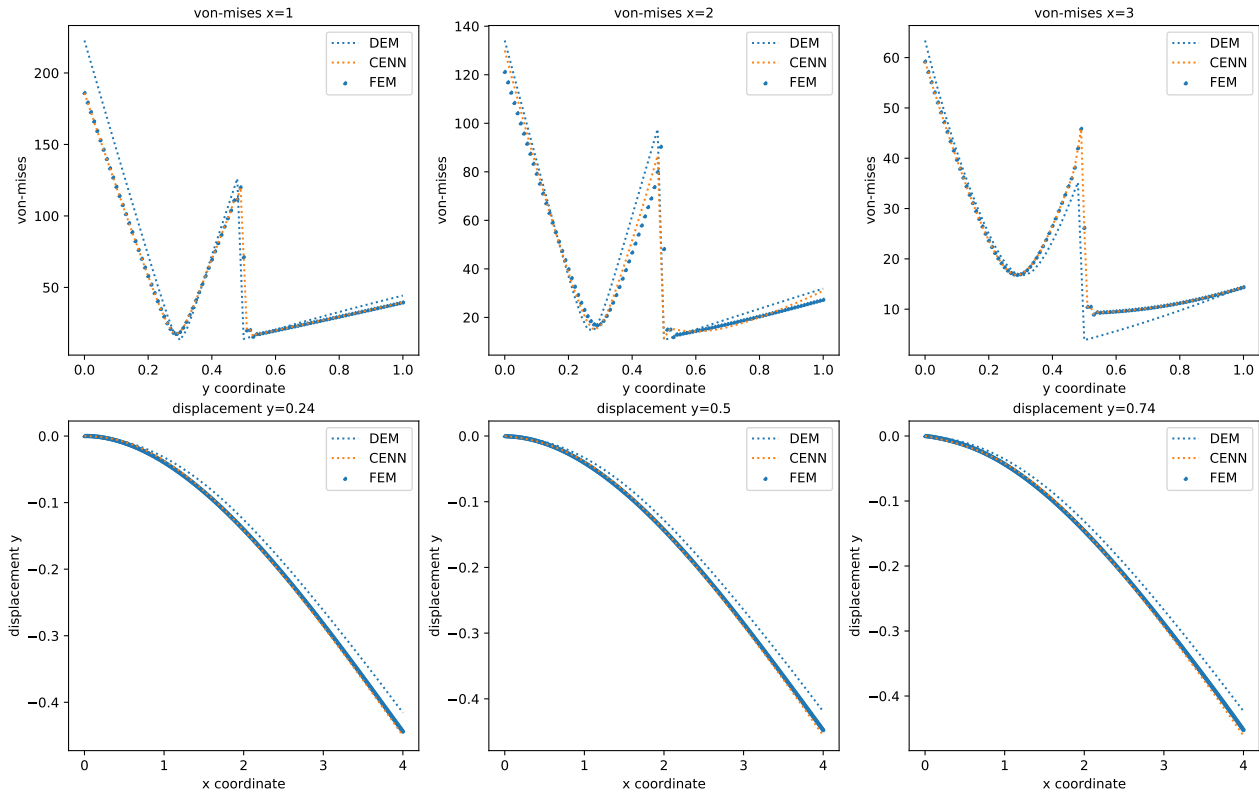 von-mises x=1
von-mises
250
200
150
100
50
DEM
CENN
FEM
0.0 0.2 0.4 0.6 0.8 1.0
y coordinate
von-mises x=2
von-mises
140
120
100
80
60
40
20
DEM
CENN
FEM
0.0 0.2 0.4 0.6 0.8 1.0
y coordinate
von-mises x=3
von-mises
60
50
40
30
20
10
DEM
CENN
FEM
0.0 0.2 0.4 0.6 0.8 1.0
y coordinate
displacement y=0.24
displacement y
0.0
−0.1
−0.2
−0.3
−0.4
DEM
CENN
FEM
0 1 2 3 4
x coordinate
displacement y=0.5
displacement y
0.0
−0.1
−0.2
−0.3
−0.4
DEM
CENN
FEM
0 1 2 3 4
x coordinate
displacement y=0.74
displacement y
0.0
−0.1
−0.2
−0.3
−0.4
DEM
CENN
FEM
0 1 2 3 4
x coordinate